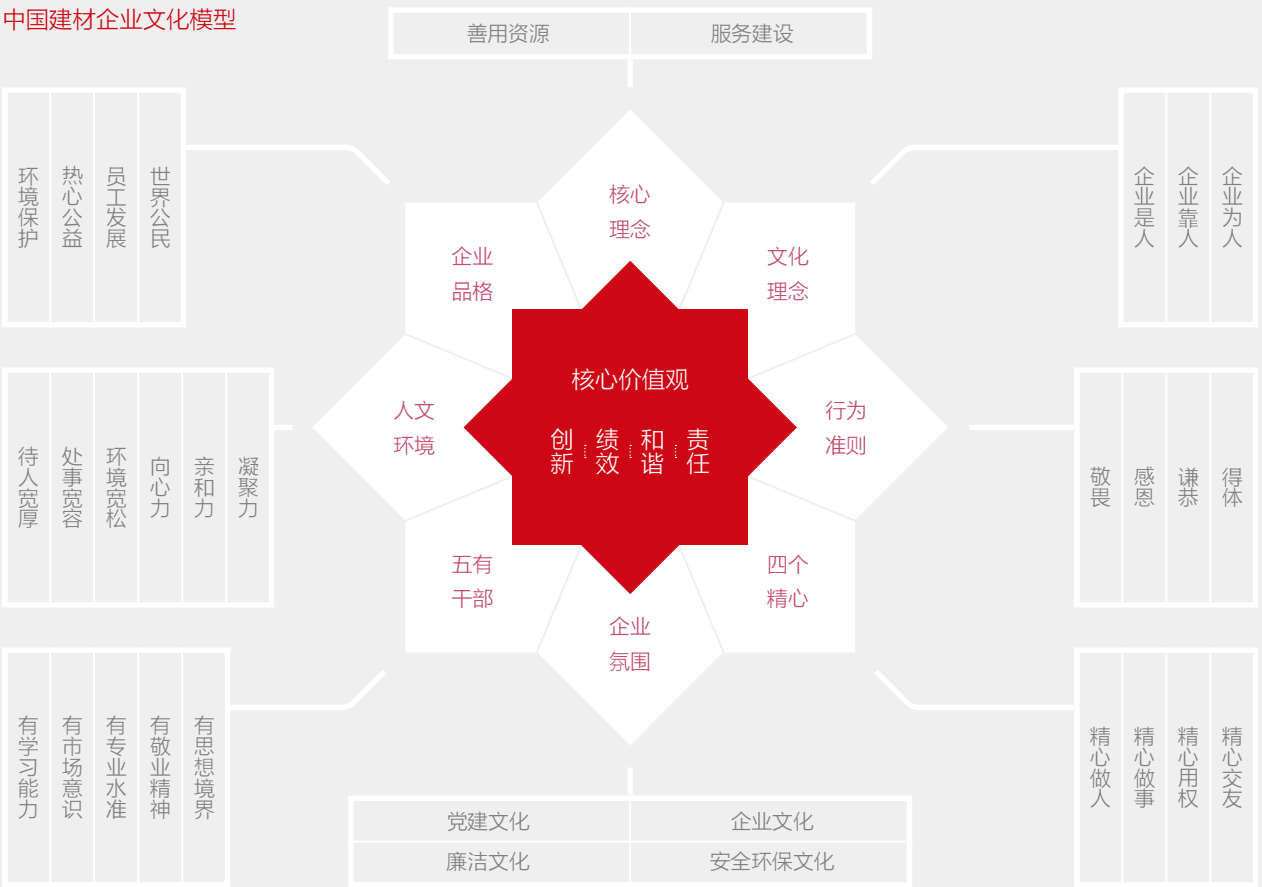 中国建材企业文化模型
善用资源
服务建设
环境保护
热心公益
员工发展
世界公民
企业是人
企业靠人
企业为人
核心
理念
企业
品格
文化
理念
人文
环境
核心价值观
创新
绩效
和谐
责任
行为
准则
五有
干部
四个
精心
企业
氛围
待人宽厚
处事宽容
环境宽松
向心力
亲和力
凝聚力
敬畏
感恩
谦恭
得体
有学习能力
有市场意识
有专业水准
有敬业精神
有思想境界
精心做人
精心做事
精心用权
精心交友
党建文化
企业文化
廉洁文化
安全环保文化